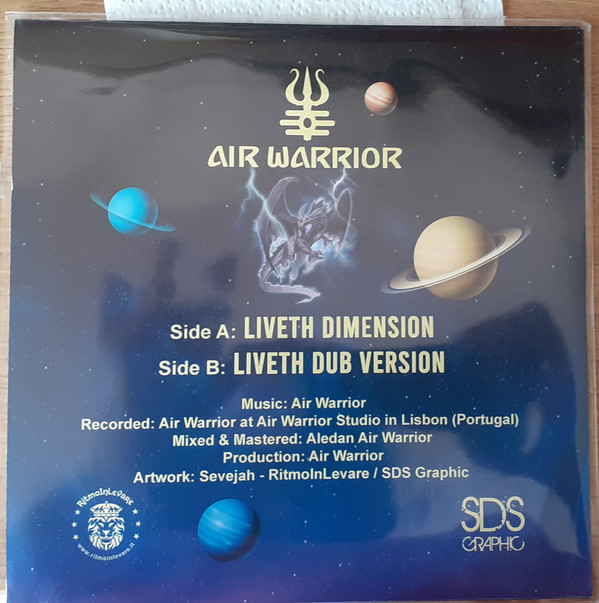 AIR WARRIOR
Side A: LIVETH DIMENSION
Side B: LIVETH DUB VERSION
Music: Air Warrior
Recorded: Air Warrior at Air Warrior Studio in Lisbon (Portugal)
Mixed & Mastered: Aledan Air Warrior
Production: Air Warrior
Artwork: Sevejah - RitmoInLevare / SDS Graphic
RitmoInLevare
www.ritmoinlevare.it
SDS
GRAPHIC